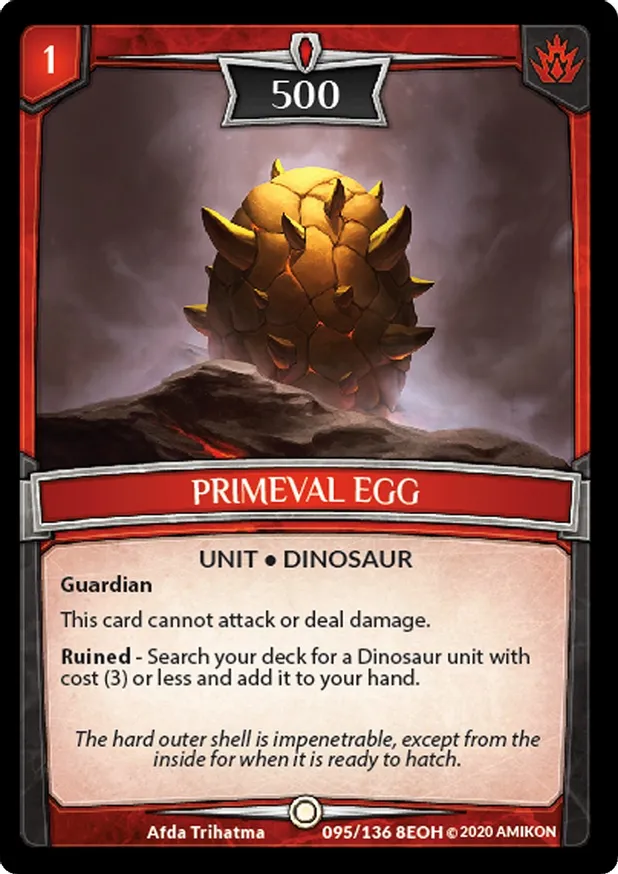 1
500
PRIMEVAL EGG
UNIT ● DINOSAUR
Guardian
This card cannot attack or deal damage.
Ruined - Search your deck for a Dinosaur unit with
cost (3) or less and add it to your hand.
The hard outer shell is impenetrable, except from the
inside for when it is ready to hatch.
Afda Trihatma 095/136 8EOH © 2020 AMIKON